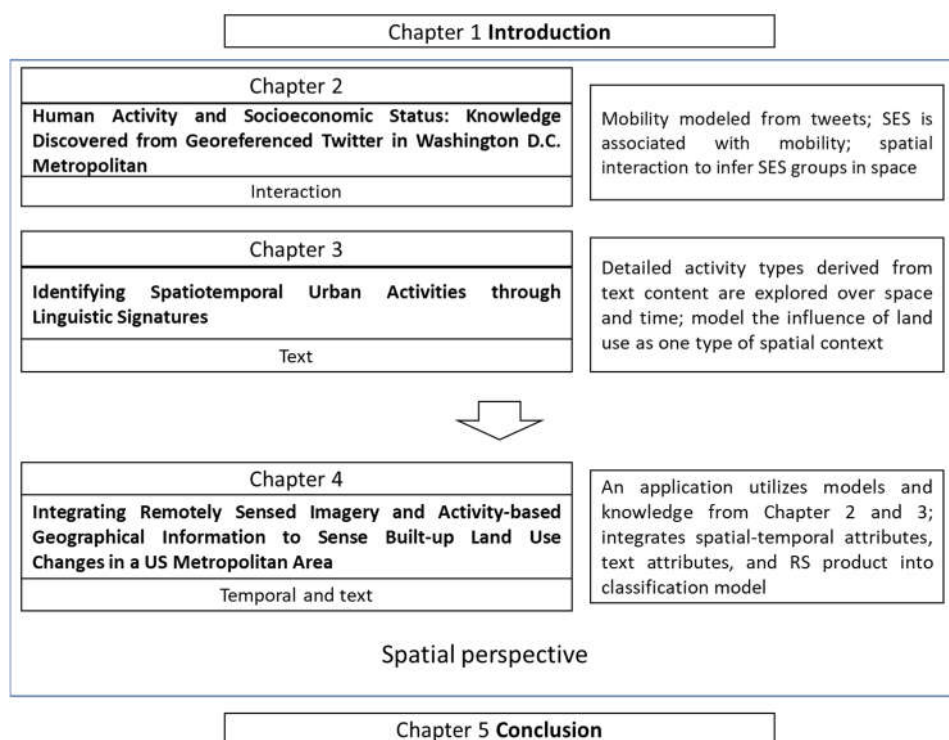 Chapter 1 Introduction
Chapter 2
Human Activity and Socioeconomic Status: Knowledge
Discovered from Georeferenced Twitter in Washington D.C.
Metropolitan
Interaction
Mobility modeled from tweets; SES is
associated with mobility; spatial
interaction to infer SES groups in space
Chapter 3
Identifying Spatiotemporal Urban Activities through
Linguistic Signatures
Text
Detailed activity types derived from
text content are explored over space
and time; model the influence of land
use as one type of spatial context
Chapter 4
Integrating Remotely Sensed Imagery and Activity-based
Geographical Information to Sense Built-up Land Use
Changes in a US Metropolitan Area
Temporal and text
An application utilizes models and
knowledge from Chapter 2 and 3;
integrates spatial-temporal attributes,
text attributes, and RS product into
classification model
Spatial perspective
Chapter 5 Conclusion